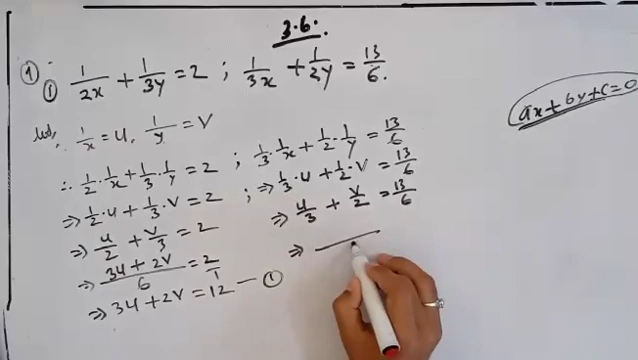 3.6.
① ① 1/2x + 1/3y = 2 ; 1/3x + 1/2y = 13/6.
ax + by + c = 0
let, 1/x = u, 1/y = v
∴ 1/2 · 1/x + 1/3 · 1/y = 2 ; 1/3 · 1/x + 1/2 · 1/y = 13/6
⇒ 1/2 · u + 1/3 · v = 2 ; ⇒ 1/3 · u + 1/2 · v = 13/6
⇒ u/2 + v/3 = 2 ⇒ u/3 + v/2 = 13/6
⇒ 3u + 2v/6 = 2/1 ⇒
⇒ 3u + 2v = 12 — ①